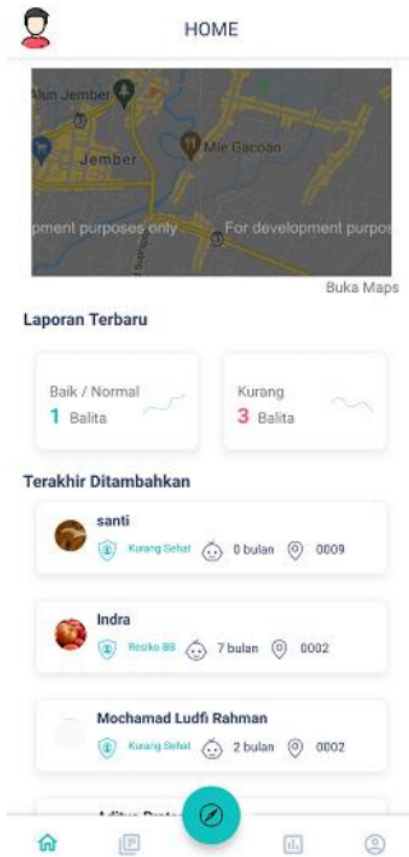 HOME
Alun Jember
Jember
Mie Gacoan
pment purposes only
For development purpos
Buka Maps
Laporan Terbaru
Baik / Normal
1 Balita
Kurang
3 Balita
Terakhir Ditambahkan
santi
Kurang Sehat 0 bulan 0009
Indra
Resiko BB 7 bulan 0002
Mochamad Ludfi Rahman
Kurang Sehat 2 bulan 0002